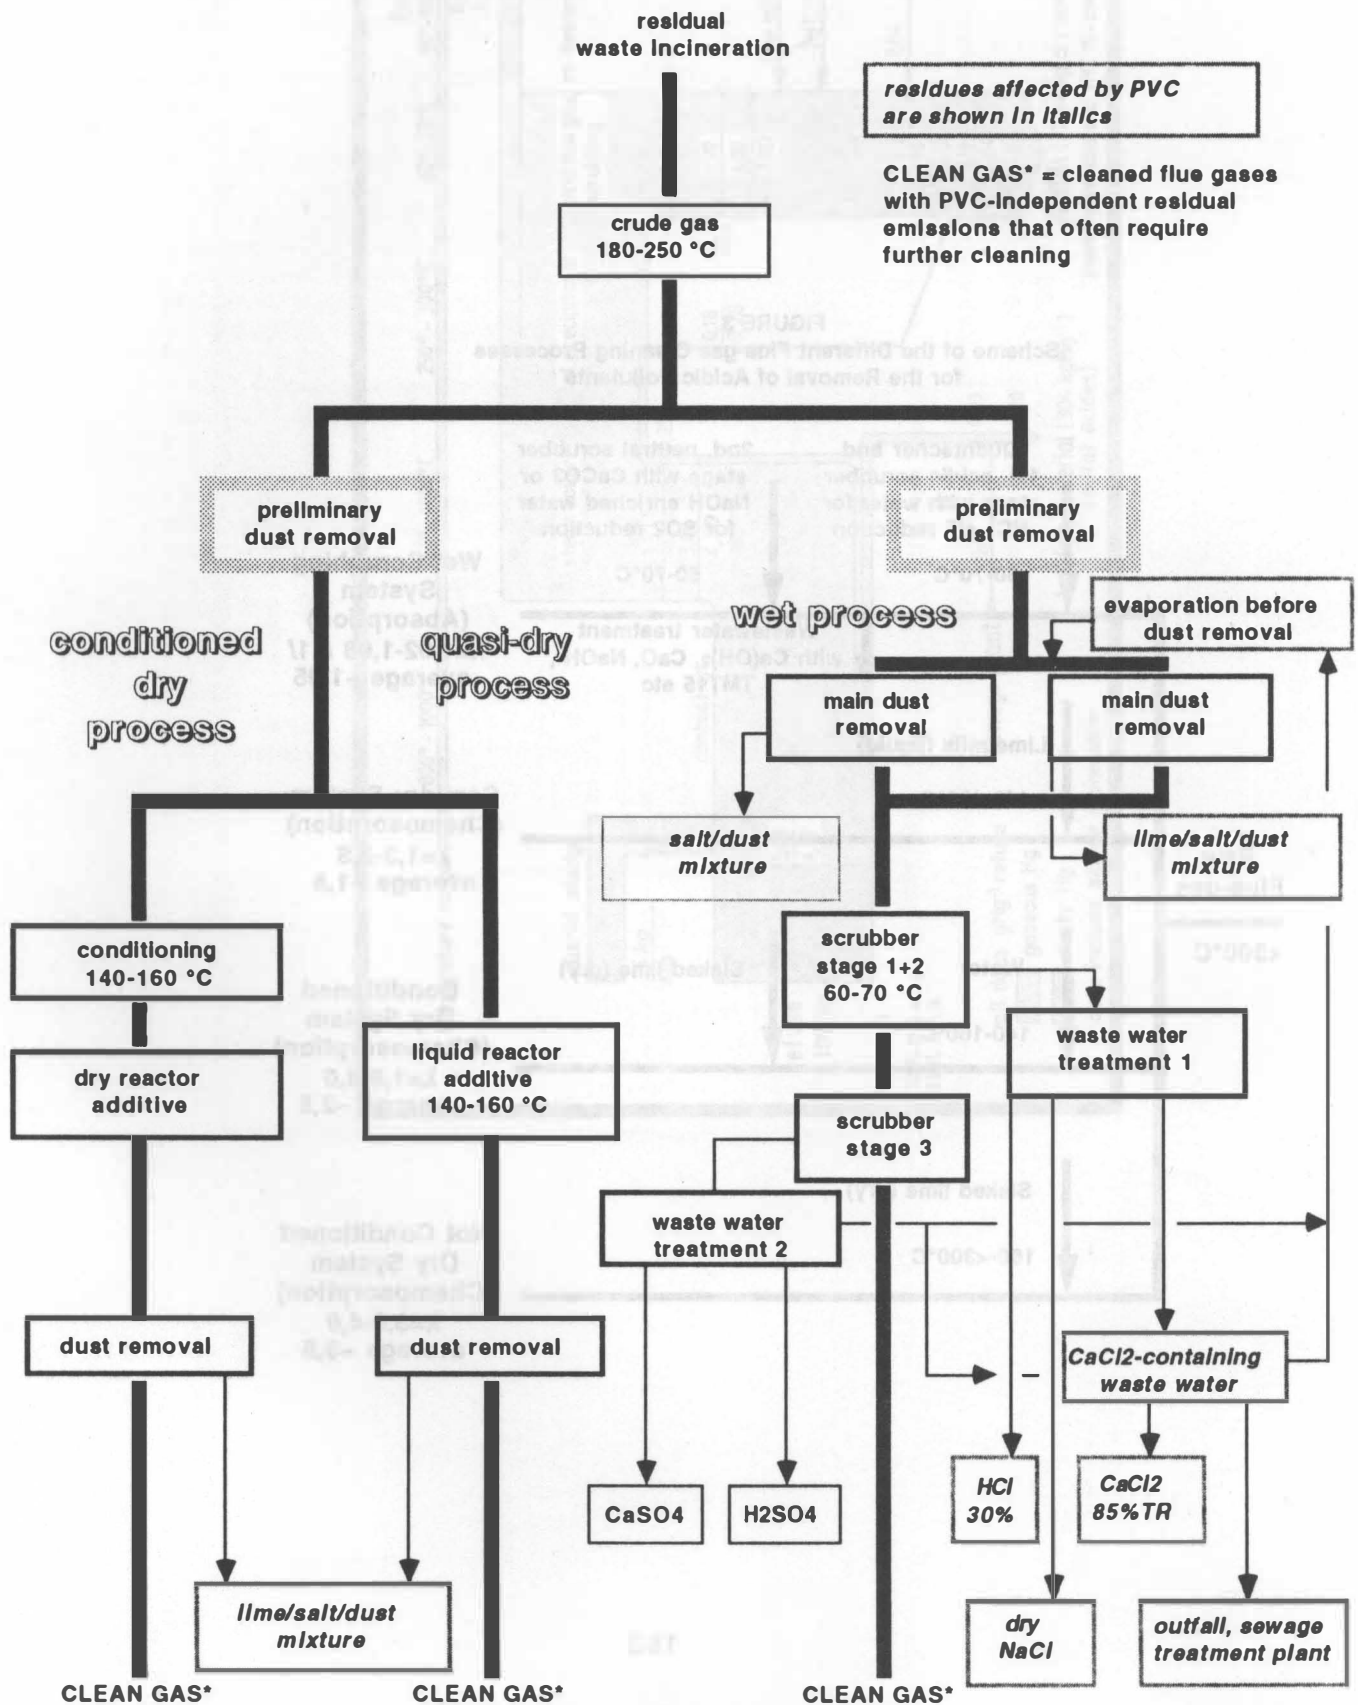 residual
waste incineration
residues affected by PVC
are shown in italics
CLEAN GAS* = cleaned flue gases
with PVC-independent residual
emissions that often require
further cleaning
crude gas
180-250 °C
preliminary
dust removal
preliminary
dust removal
conditioned
dry
process
quasi-dry
process
wet process
evaporation before
dust removal
main dust
removal
main dust
removal
salt/dust
mixture
lime/salt/dust
mixture
conditioning
140-160 °C
scrubber
stage 1+2
60-70 °C
dry reactor
additive
liquid reactor
additive
140-160 °C
waste water
treatment 1
scrubber
stage 3
waste water
treatment 2
dust removal
dust removal
CaCl2-containing
waste water
CaSO4
H2SO4
HCl
30%
CaCl2
85%TR
lime/salt/dust
mixture
dry
NaCl
outfall, sewage
treatment plant
CLEAN GAS*
CLEAN GAS*
CLEAN GAS*